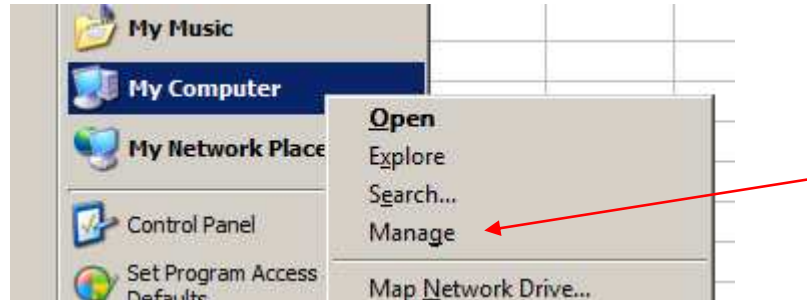 My Music
My Computer
My Network Place
Control Panel
Set Program Access
Defaults
Open
Explore
Search...
Manage
Map Network Drive...